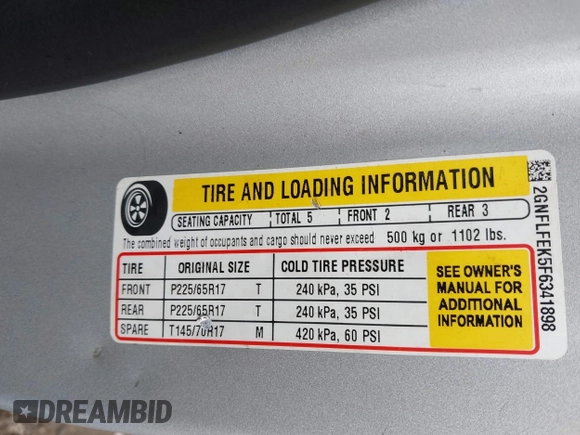 TIRE AND LOADING INFORMATION
SEATING CAPACITY TOTAL 5 FRONT 2 REAR 3
The combined weight of occupants and cargo should never exceed 500 kg or 1102 lbs.
TIRE ORIGINAL SIZE COLD TIRE PRESSURE
FRONT P225/65R17 T 240 kPa, 35 PSI
REAR P225/65R17 T 240 kPa, 35 PSI
SPARE T145/70R17 M 420 kPa, 60 PSI
SEE OWNER'S
MANUAL FOR
ADDITIONAL
INFORMATION
2GNFLFEK5F6341898
DREAMBID